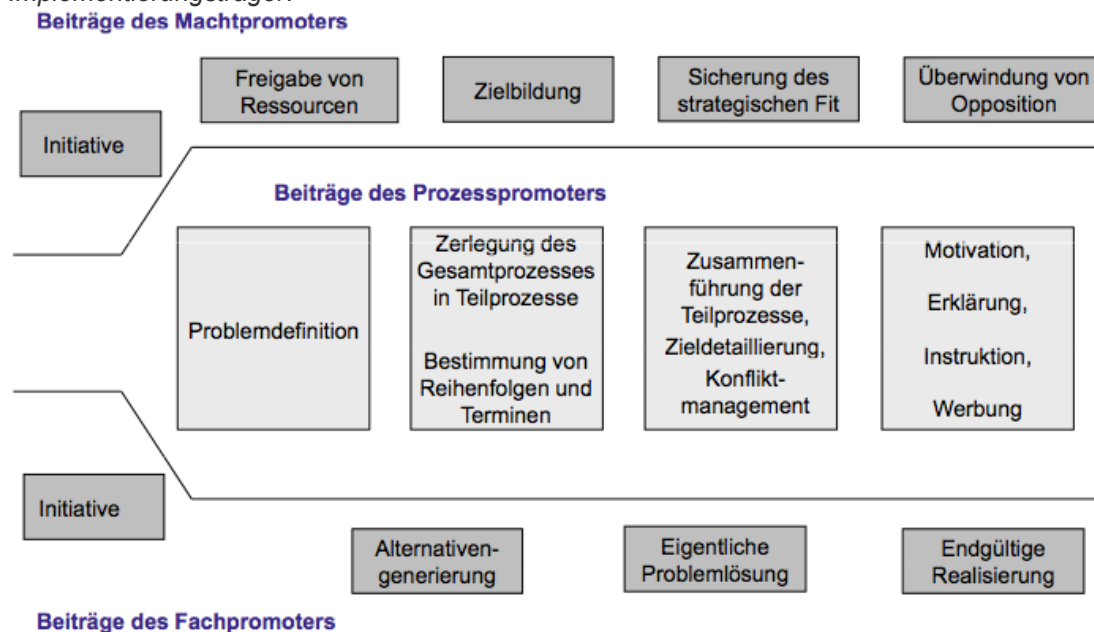 Implementierungsträger:
Beiträge des Machtpromoters
Freigabe von
Ressourcen
Zielbildung
Sicherung des
strategischen Fit
Überwindung von
Opposition
Initiative
Beiträge des Prozesspromoters
Problemdefinition
Zerlegung des
Gesamtprozesses
in Teilprozesse
Bestimmung von
Reihenfolgen und
Terminen
Zusammen-
führung der
Teilprozesse,
Zieldetaillierung,
Konflikt-
management
Motivation,
Erklärung,
Instruktion,
Werbung
Initiative
Alternativen-
generierung
Eigentliche
Problemlösung
Endgültige
Realisierung
Beiträge des Fachpromoters